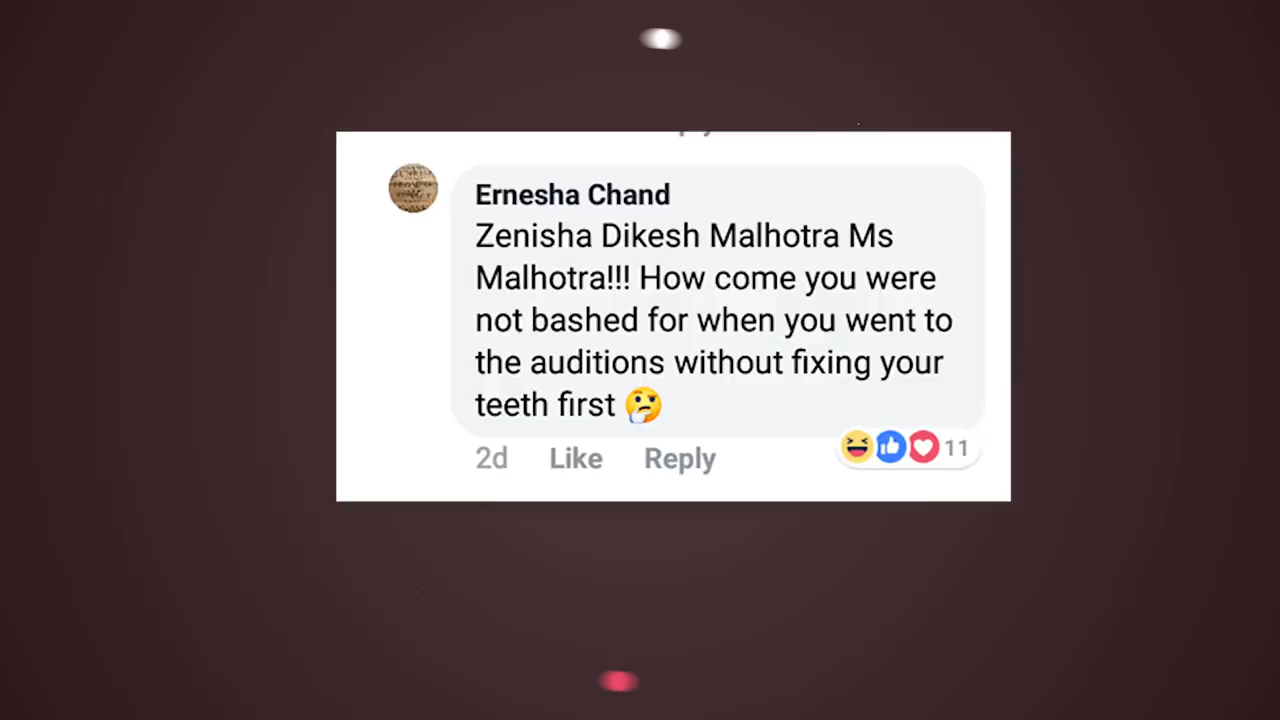 Ernesha Chand
Zenisha Dikesh Malhotra Ms
Malhotra!!! How come you were
not bashed for when you went to
the auditions without fixing your
teeth first 🤔
2d Like Reply 11